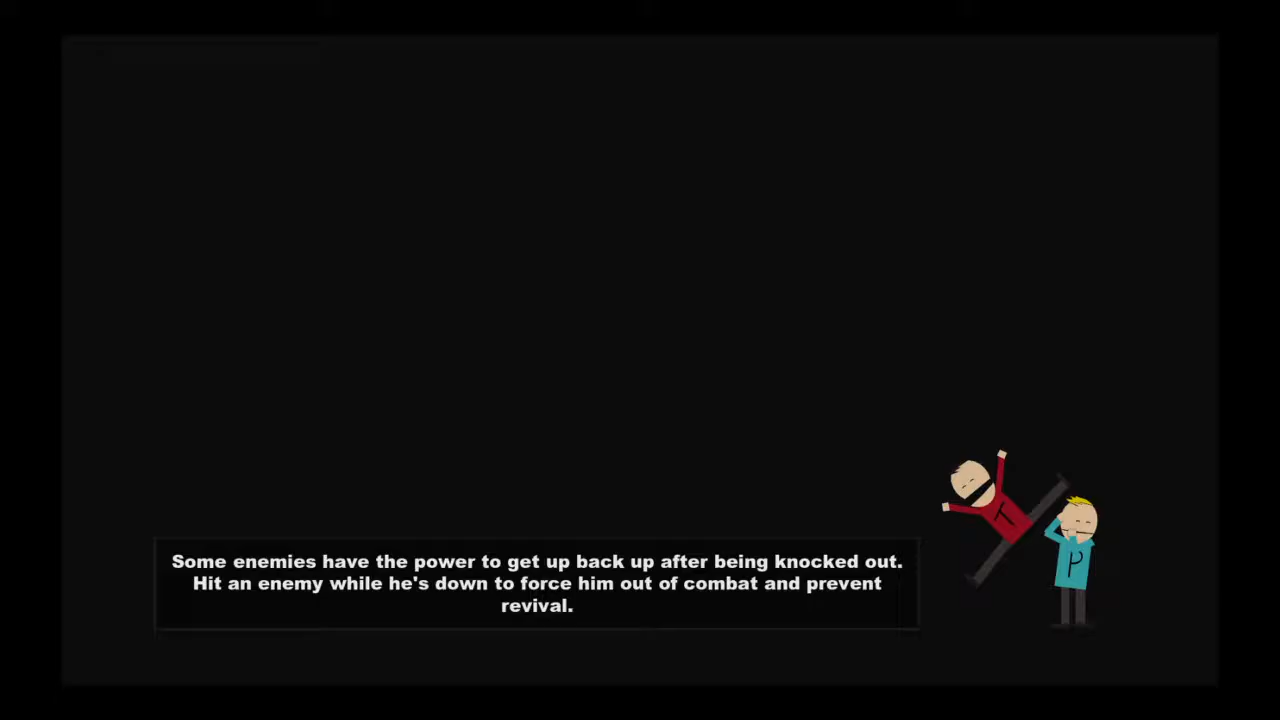 Some enemies have the power to get up back up after being knocked out.
Hit an enemy while he's down to force him out of combat and prevent
revival.
T
P